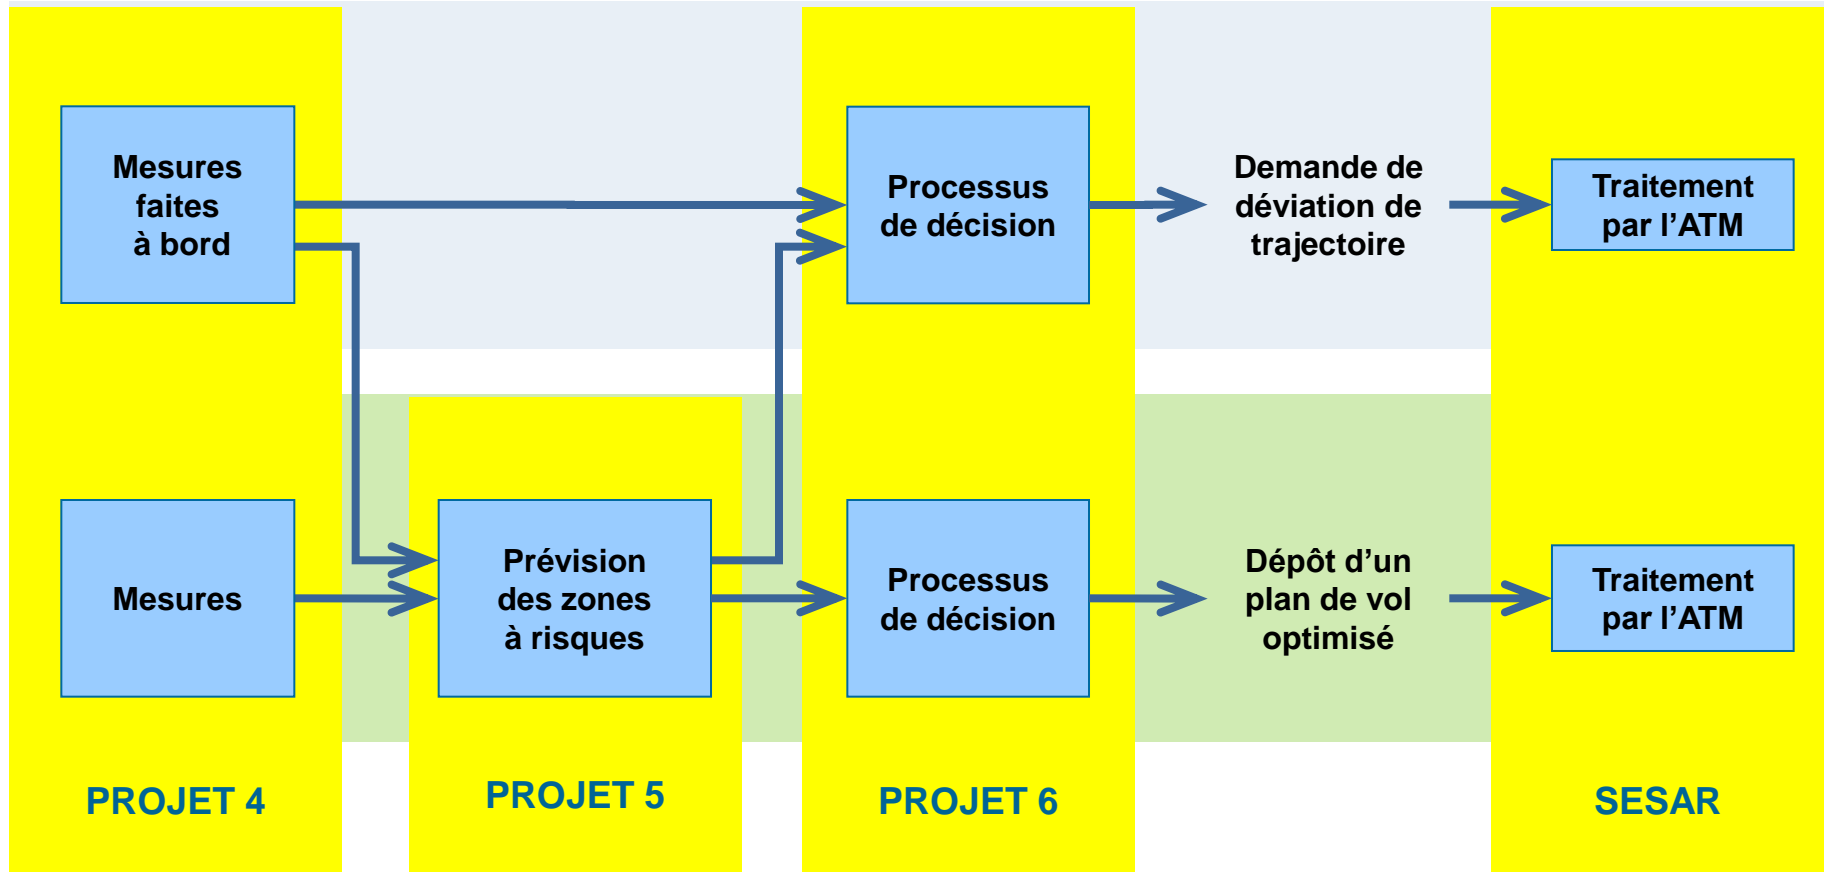 Mesures
faites
à bord
Processus
de décision
Demande de
déviation de
trajectoire
Traitement
par l’ATM
Mesures
Prévision
des zones
à risques
Processus
de décision
Dépôt d’un
plan de vol
optimisé
Traitement
par l’ATM
PROJET 4
PROJET 5
PROJET 6
SESAR